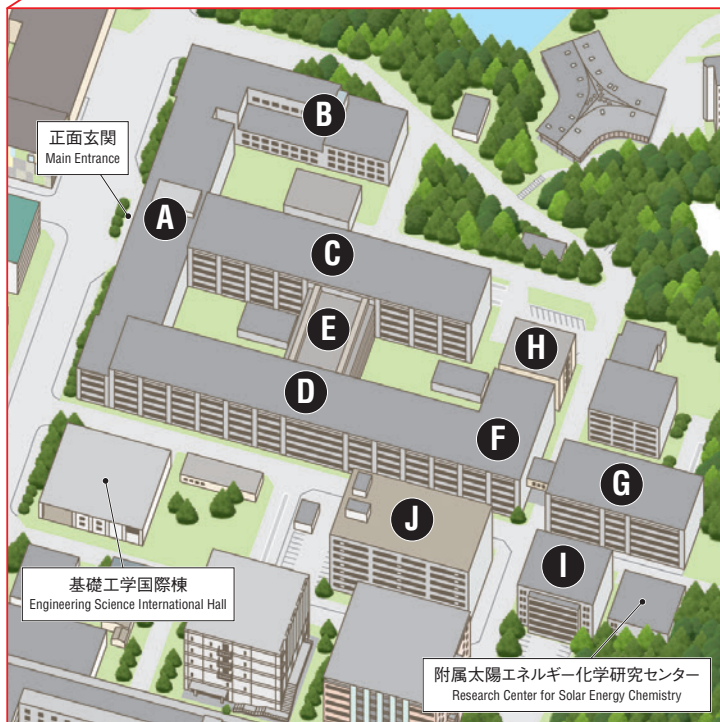 B
正面玄関
Main Entrance
A
C
E
H
D
F
G
J
I
基礎工学国際棟
Engineering Science International Hall
附属太陽エネルギー化学研究センター
Research Center for Solar Energy Chemistry